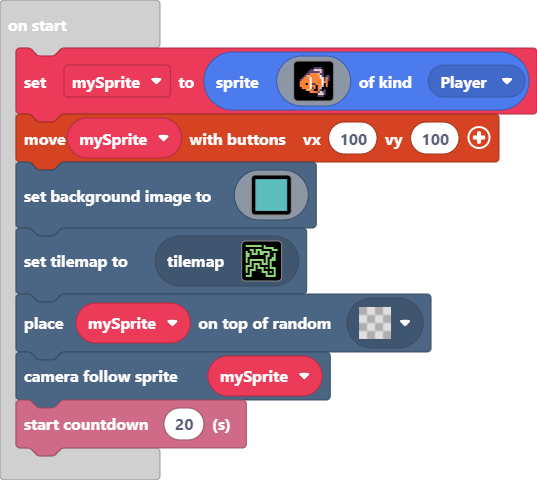 on start
set mySprite to sprite of kind Player
move mySprite with buttons vx 100 vy 100
set background image to
set tilemap to tilemap
place mySprite on top of random
camera follow sprite mySprite
start countdown 20 (s)